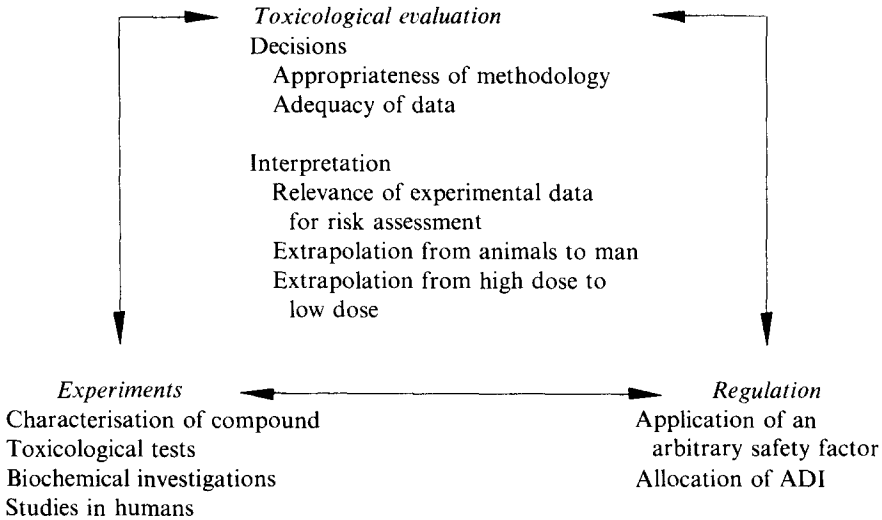 Toxicological evaluation
Decisions
Appropriateness of methodology
Adequacy of data
Interpretation
Relevance of experimental data
for risk assessment
Extrapolation from animals to man
Extrapolation from high dose to
low dose
Experiments
Characterisation of compound
Toxicological tests
Biochemical investigations
Studies in humans
Regulation
Application of an
arbitrary safety factor
Allocation of ADI